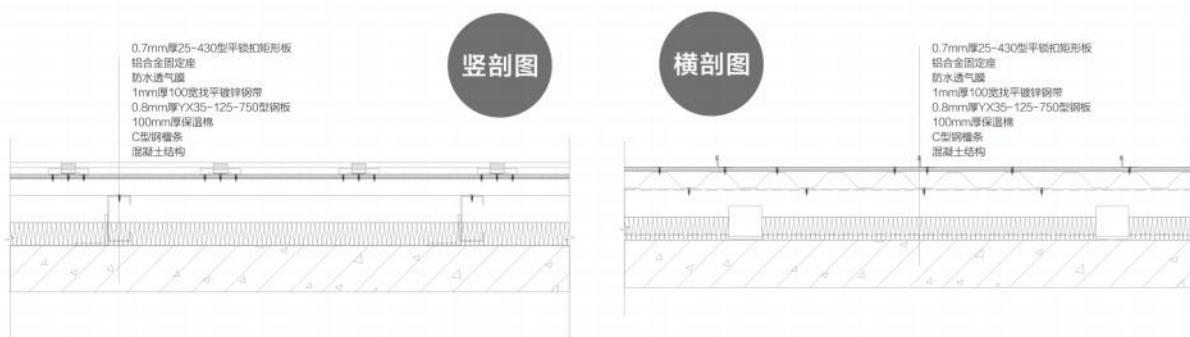 0.7mm厚25-430型平锁扣矩形板
铝合金固定座
防水透气膜
1mm厚100宽找平镀锌钢带
0.8mm厚YX35-125-750型钢板
100mm厚保温棉
C型钢檀条
混凝土结构
竖剖图
横剖图
0.7mm厚25-430型平锁扣矩形板
铝合金固定座
防水透气膜
1mm厚100宽找平镀锌钢带
0.8mm厚YX35-125-750型钢板
100mm厚保温棉
C型钢檀条
混凝土结构